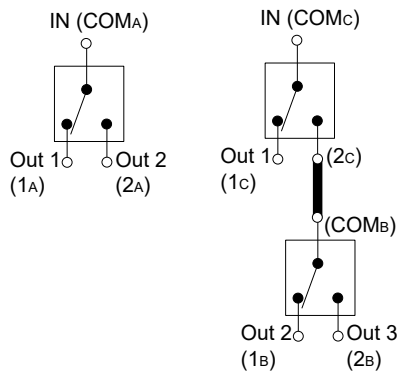 IN (COMA)
Out 1
(1A)
Out 2
(2A)
IN (COMC)
Out 1
(1C)
(2C)
(COMB)
Out 2
(1B)
Out 3
(2B)